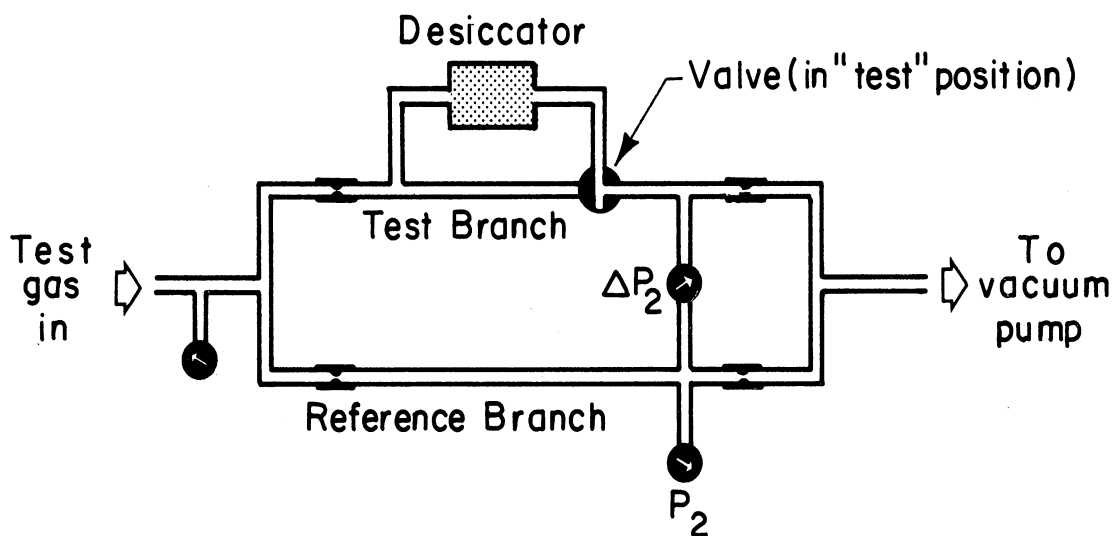 Desiccator
Valve(in"test"position)
Test Branch
Test
gas
in
ΔP2
To
vacuum
pump
Reference Branch
P2